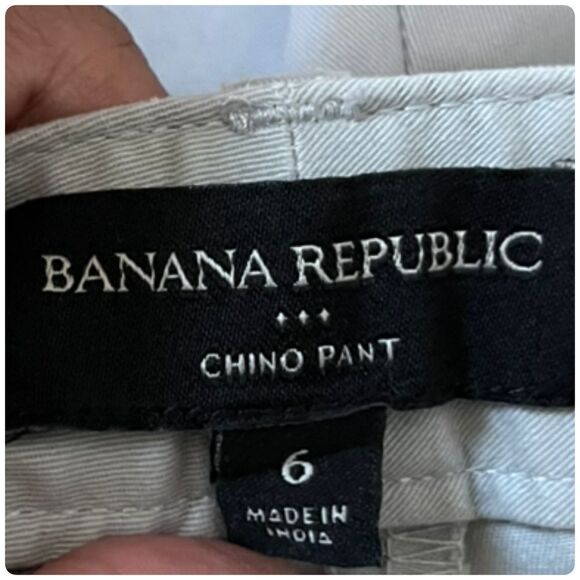 BANANA REPUBLIC
CHINO PANT
6
MADE IN
INDIA